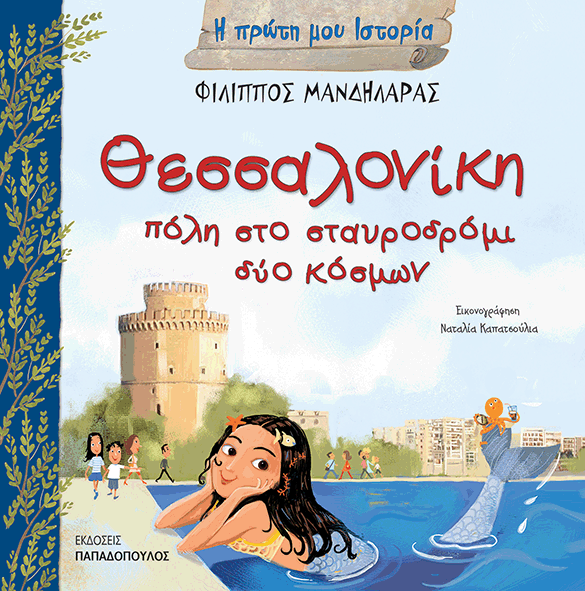 Η πρώτη μου Ιστορία
ΦΙΛΙΠΠΟΣ ΜΑΝΔΗΛΑΡΑΣ
Θεσσαλονίκη
πόλη στο σταυροδρόμι
δύο κόσμων
Εικονογράφηση
Ναταλία Καπατσούλια
ΕΚΔΟΣΕΙΣ
ΠΑΠΑΔΟΠΟΥΛΟΣ